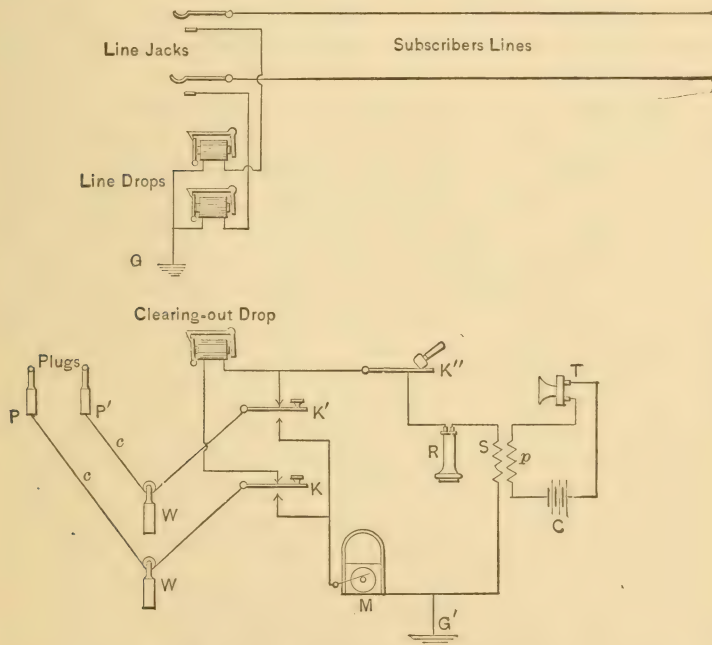 Line Jacks
Subscribers Lines
Line Drops
G
Clearing-out Drop
Plugs
P
P'
c
c
W
W
K'
K
K''
R
S
p
T
C
M
G'